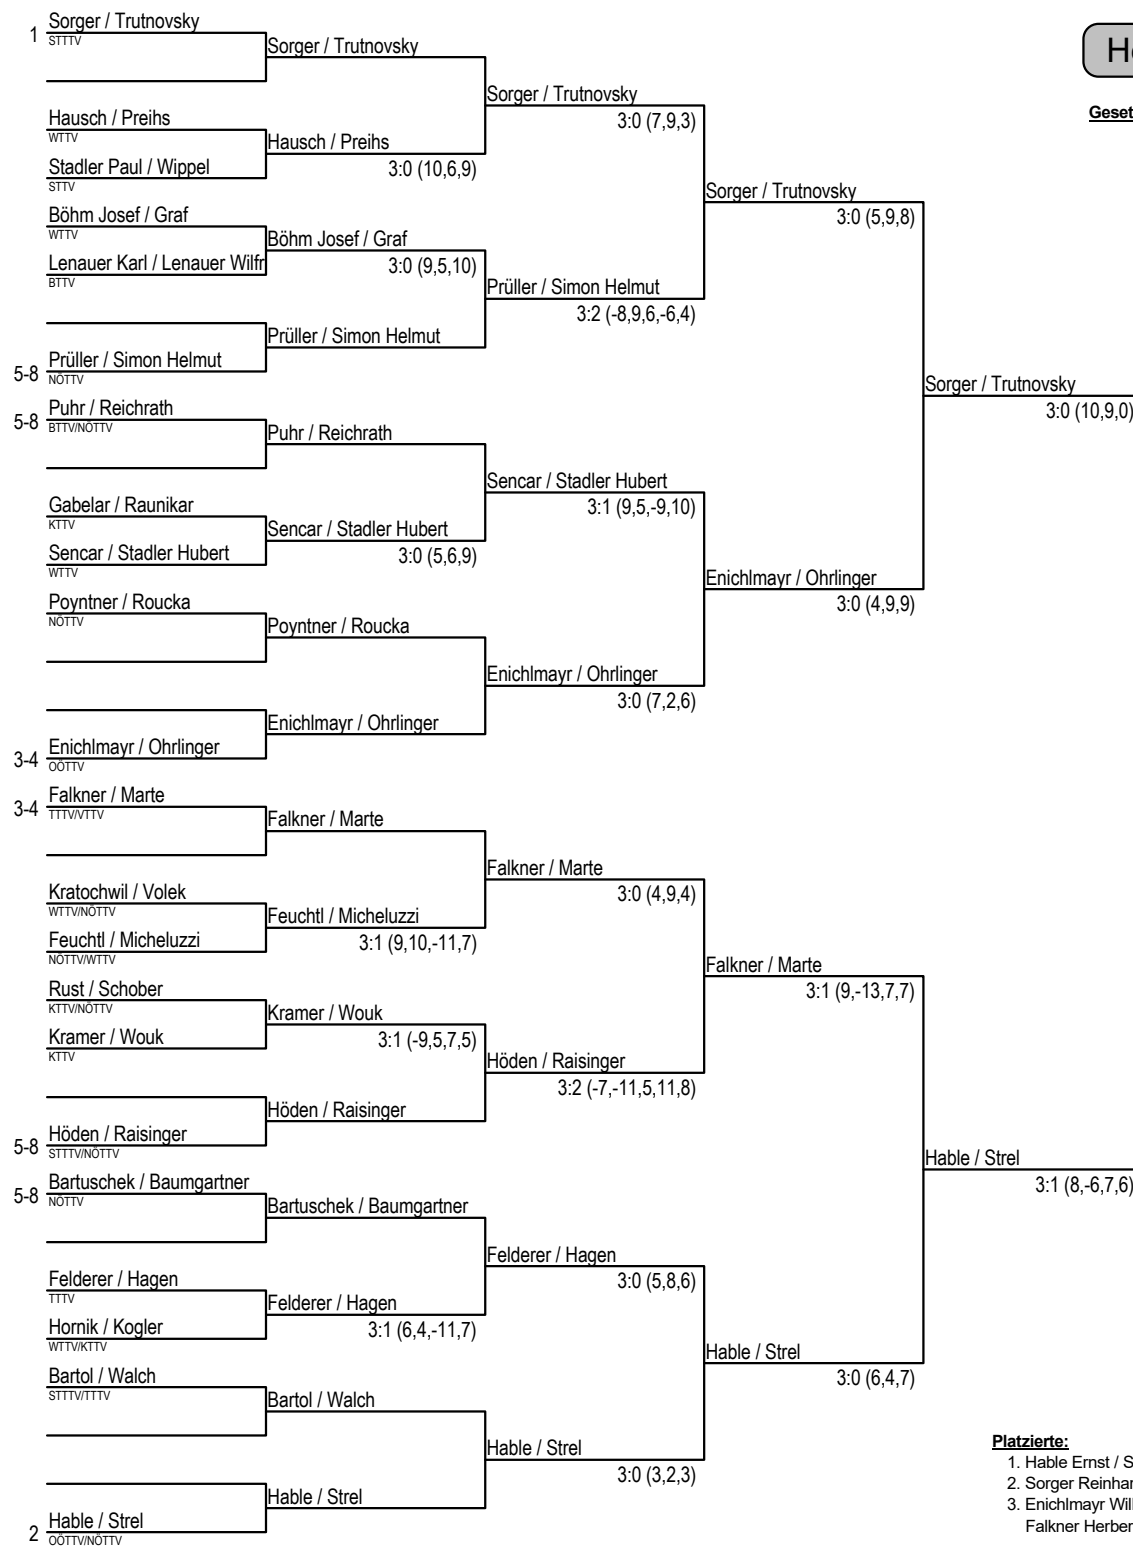 Sorger / Trutnovsky
1
STTTV
Sorger / Trutnovsky
Sorger / Trutnovsky
3:0 (7,9,3)
Hausch / Preihs
WTTV
Hausch / Preihs
3:0 (10,6,9)
Stadler Paul / Wippel
STTV
Sorger / Trutnovsky
3:0 (5,9,8)
Böhm Josef / Graf
WTTV
Böhm Josef / Graf
3:0 (9,5,10)
Lenauer Karl / Lenauer Wilfr
BTTV
Prüller / Simon Helmut
3:2 (-8,9,6,-6,4)
Prüller / Simon Helmut
Prüller / Simon Helmut
5-8
NÖTTV
Sorger / Trutnovsky
3:0 (10,9,0)
Puhr / Reichrath
5-8
BTTV/NÖTTV
Puhr / Reichrath
Sencar / Stadler Hubert
3:1 (9,5,-9,10)
Gabelar / Raunikar
KTTV
Sencar / Stadler Hubert
3:0 (5,6,9)
Sencar / Stadler Hubert
WTTV
Enichlmayr / Ohrlinger
3:0 (4,9,9)
Poyntner / Roucka
NÖTTV
Poyntner / Roucka
Enichlmayr / Ohrlinger
3:0 (7,2,6)
Enichlmayr / Ohrlinger
Enichlmayr / Ohrlinger
3-4
OÖTTV
Falkner / Marte
3-4
TTTV/VTTV
Falkner / Marte
Falkner / Marte
3:0 (4,9,4)
Kratochwil / Volek
WTTV/NÖTTV
Feuchtl / Micheluzzi
3:1 (9,10,-11,7)
Feuchtl / Micheluzzi
NÖTTV/WTTV
Falkner / Marte
3:1 (9,-13,7,7)
Rust / Schober
KTTV/NÖTTV
Kramer / Wouk
3:1 (-9,5,7,5)
Kramer / Wouk
KTTV
Höden / Raisinger
3:2 (-7,-11,5,11,8)
Höden / Raisinger
Höden / Raisinger
5-8
STTTV/NÖTTV
Hable / Strel
3:1 (8,-6,7,6)
Bartuschek / Baumgartner
5-8
NÖTTV
Bartuschek / Baumgartner
Felderer / Hagen
3:0 (5,8,6)
Felderer / Hagen
TTTV
Felderer / Hagen
3:1 (6,4,-11,7)
Hornik / Kogler
WTTV/KTTV
Hable / Strel
3:0 (6,4,7)
Bartol / Walch
STTTV/TTTV
Bartol / Walch
Hable / Strel
3:0 (3,2,3)
Hable / Strel
Hable / Strel
2
OÖTTV/NÖTTV
He
Geset
Platzierte:
1. Hable Ernst / S
2. Sorger Reinhar
3. Enichlmayr Will
Falkner Herber